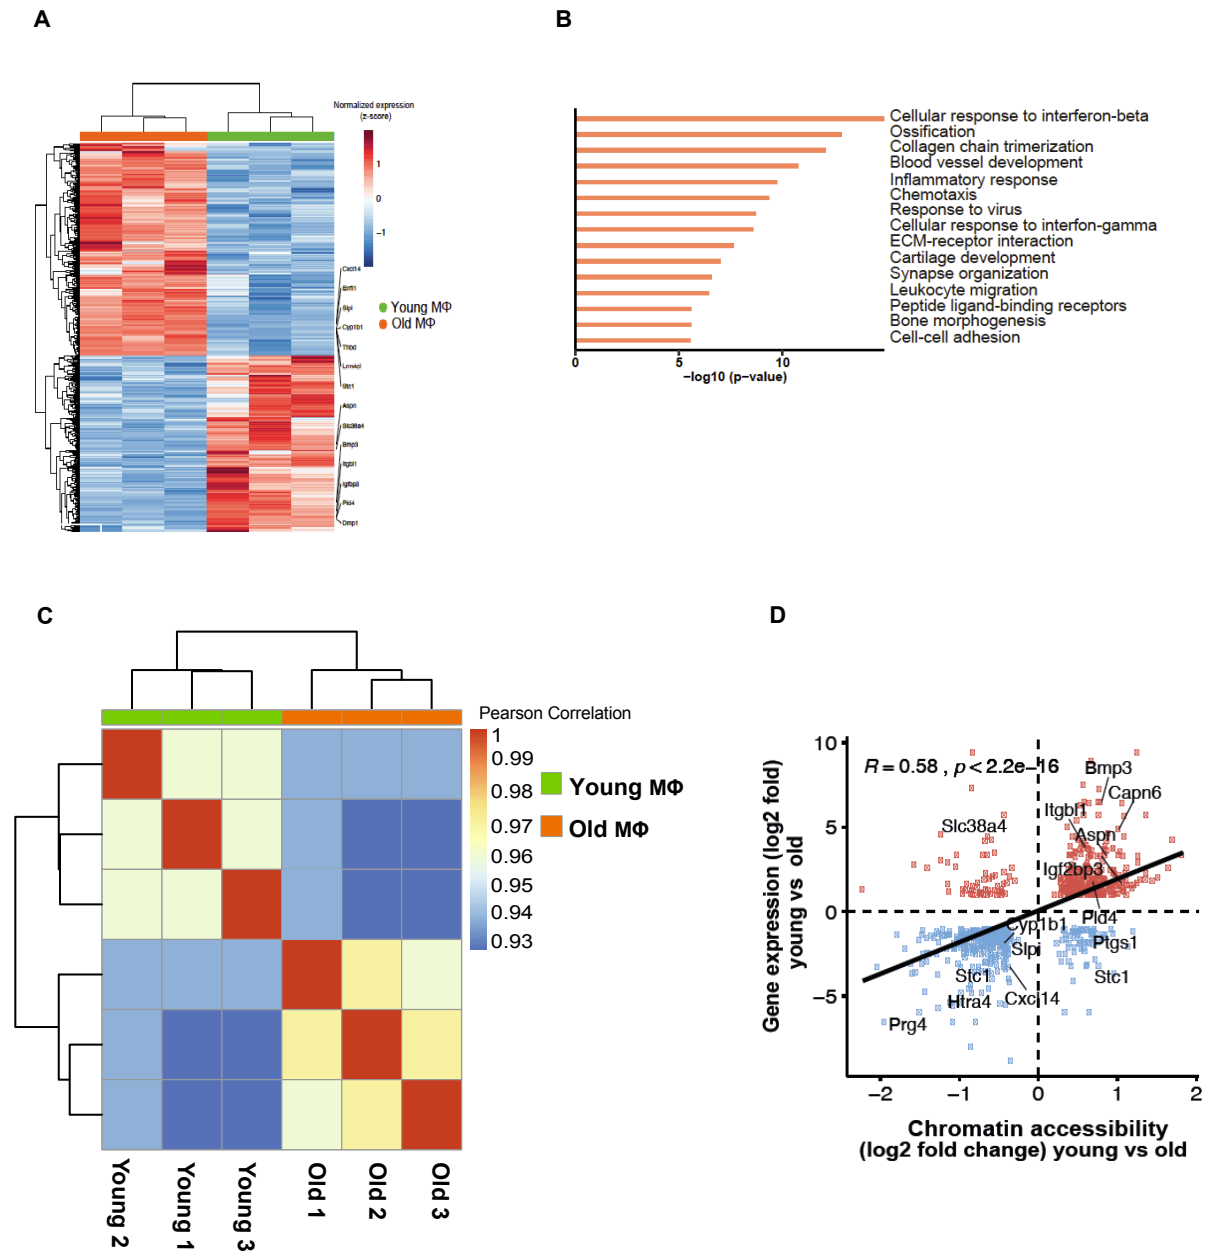 A
Normalized expression
(z-score)
1
0
−1
Cxcl14
Errfi1
Slpi
Cyp1b1
Thbd
Stc1
Aspn
Slc38a4
Bmp3
Itgbl1
Igfbp3
Pld4
Dmp1
Young MΦ
Old MΦ
B
Cellular response to interferon-beta
Ossification
Collagen chain trimerization
Blood vessel development
Inflammatory response
Chemotaxis
Response to virus
Cellular response to interfon-gamma
ECM-receptor interaction
Cartilage development
Synapse organization
Leukocyte migration
Peptide ligand-binding receptors
Bone morphogenesis
Cell-cell adhesion
0 5 10
−log10 (p−value)
C
Pearson Correlation
1
0.99
0.98
0.97
0.96
0.95
0.94
0.93
Young MΦ
Old MΦ
Young 2
Young 1
Young 3
Old 1
Old 2
Old 3
D
Gene expression (log2 fold)
young vs old
10
5
0
−5
R = 0.58 , p < 2.2e−16
Bmp3
Capn6
Itgbl1
Slc38a4
Aspn
Igf2bp3
Pld4
Cyp1b1
Slpi
Ptgs1
Stc1
Stc1
Htra4
Cxcl14
Prg4
−2 −1 0 1 2
Chromatin accessibility
(log2 fold change) young vs old